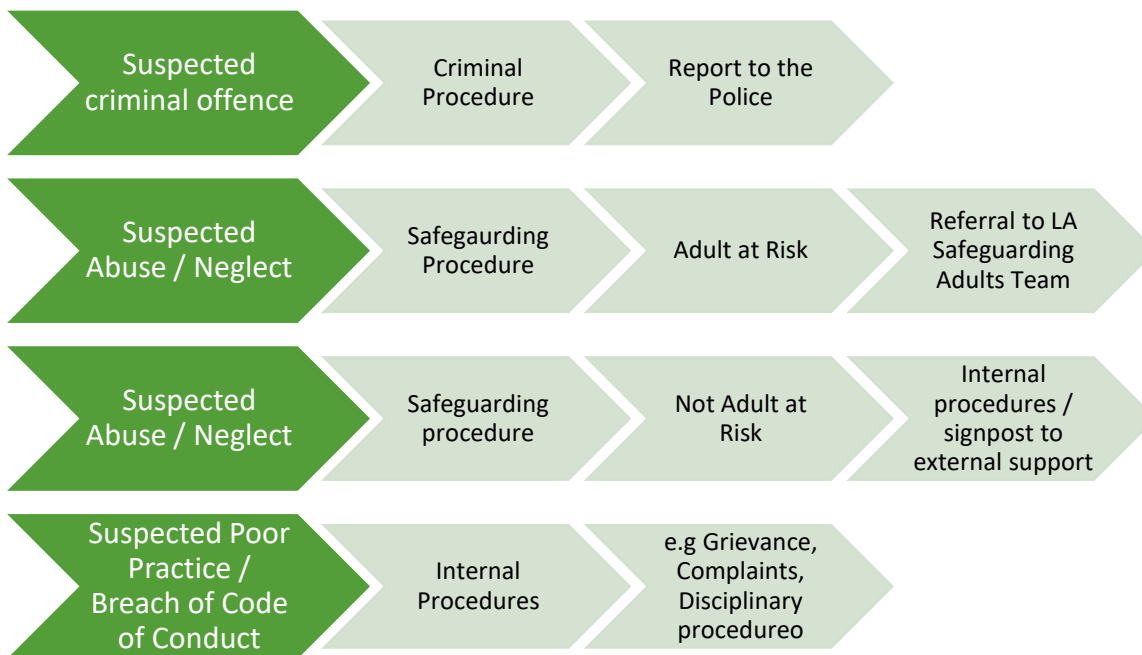 Suspected
criminal offence
Criminal
Procedure
Report to the
Police
Suspected
Abuse / Neglect
Safegaurding
Procedure
Adult at Risk
Referral to LA
Safeguarding
Adults Team
Suspected
Abuse / Neglect
Safeguarding
procedure
Not Adult at
Risk
Internal
procedures /
signpost to
external support
Suspected Poor
Practice /
Breach of Code
of Conduct
Internal
Procedures
e.g Grievance,
Complaints,
Disciplinary
procedureo